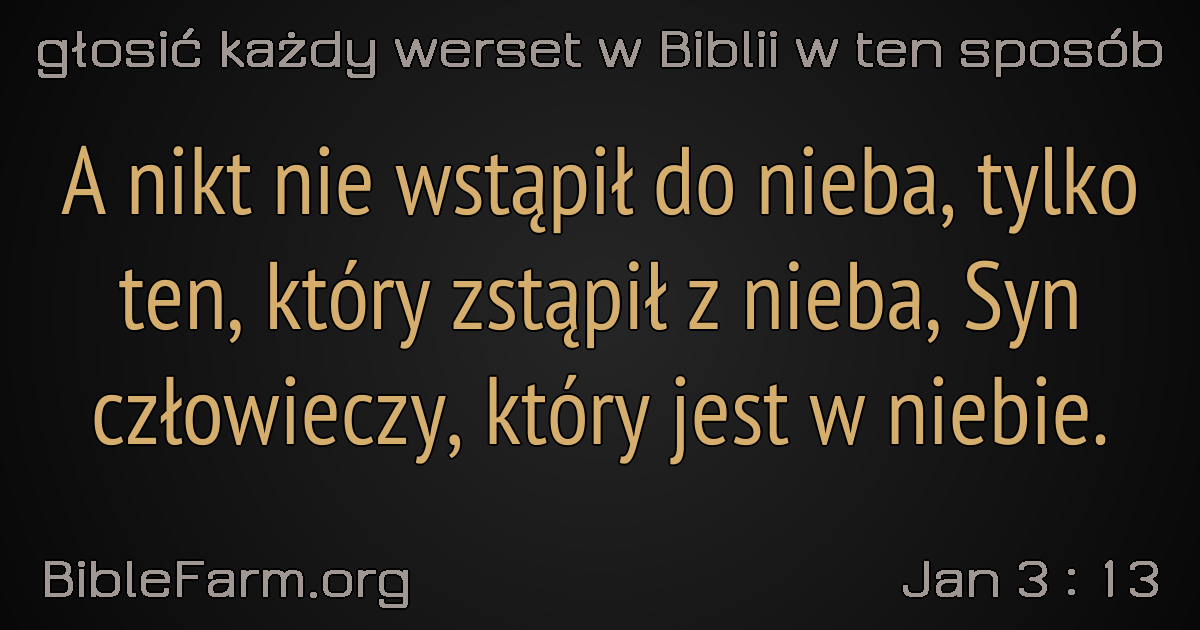 głosić każdy werset w Biblii w ten sposób
A nikt nie wstąpił do nieba, tylko
ten, który zstąpił z nieba, Syn
człowieczy, który jest w niebie.
BibleFarm.org
Jan 3 : 13